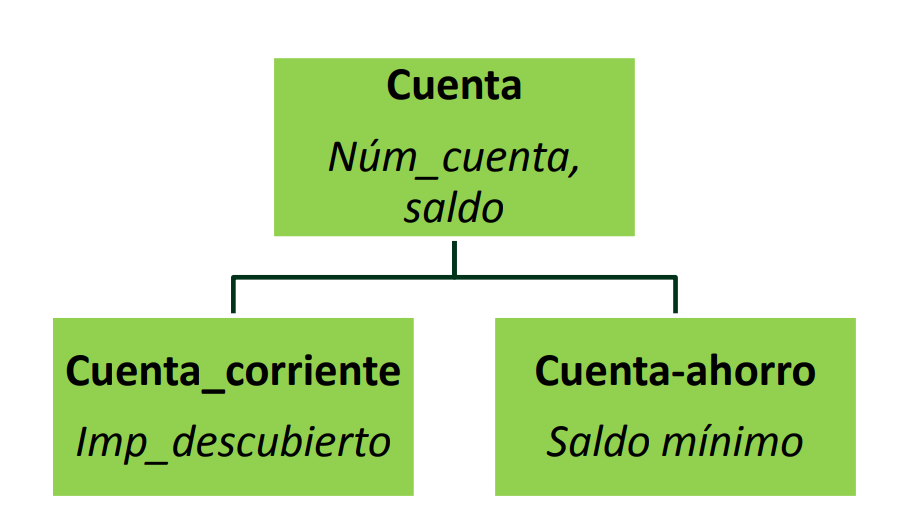 Cuenta
Núm_cuenta,
saldo
Cuenta_corriente
Imp_descubierto
Cuenta-ahorro
Saldo mínimo